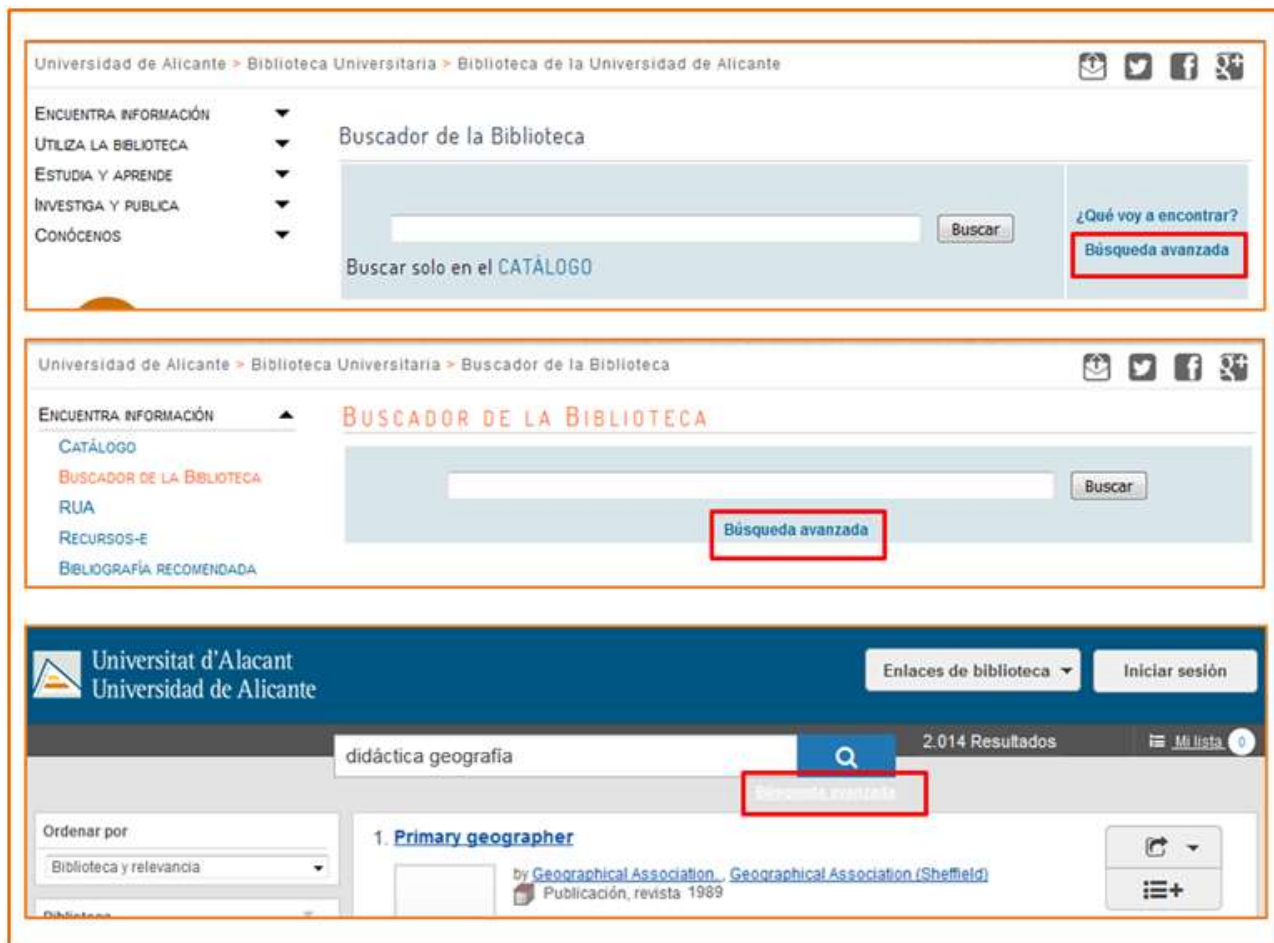 Universidad de Alicante > Biblioteca Universitaria > Biblioteca de la Universidad de Alicante
ENCUENTRA INFORMACIÓN
UTILIZA LA BIBLIOTECA
ESTUDIA Y APRENDE
INVESTIGA Y PUBLICA
CONÓCENOS
Buscador de la Biblioteca
Buscar
Buscar solo en el CATÁLOGO
¿Qué voy a encontrar?
Búsqueda avanzada
Universidad de Alicante > Biblioteca Universitaria > Buscador de la Biblioteca
ENCUENTRA INFORMACIÓN
CATÁLOGO
BUSCADOR DE LA BIBLIOTECA
RUA
RECURSOS-E
BIBLIOGRAFÍA RECOMENDADA
BUSCADOR DE LA BIBLIOTECA
Buscar
Búsqueda avanzada
Universitat d'Alacant
Universidad de Alicante
Enlaces de biblioteca
Iniciar sesión
didáctica geografía
2.014 Resultados
Mi lista 0
Búsqueda avanzada
Ordenar por
Biblioteca y relevancia
Biblioteca
1. Primary geographer
by Geographical Association. , Geographical Association (Sheffield)
Publicación, revista 1989